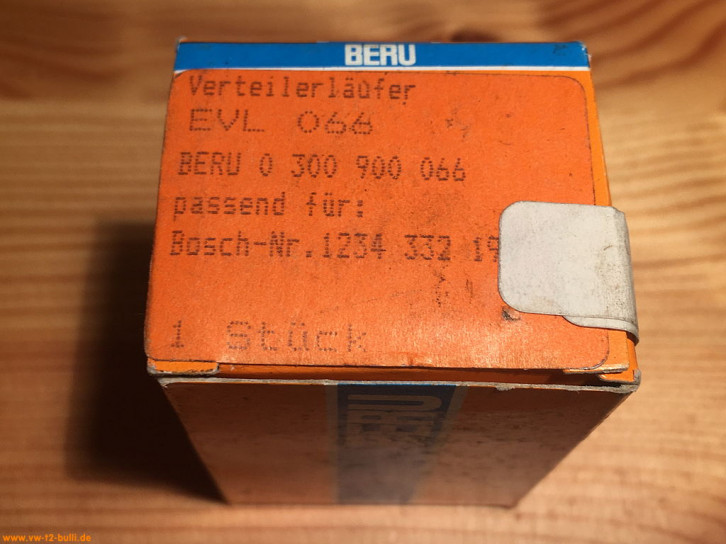 BERU
Verteilerläufer
EVL 066
BERU 0 300 900 066
passend für:
Bosch-Nr.1234 332 19
1 Stück
www.vw-t2-bulli.de